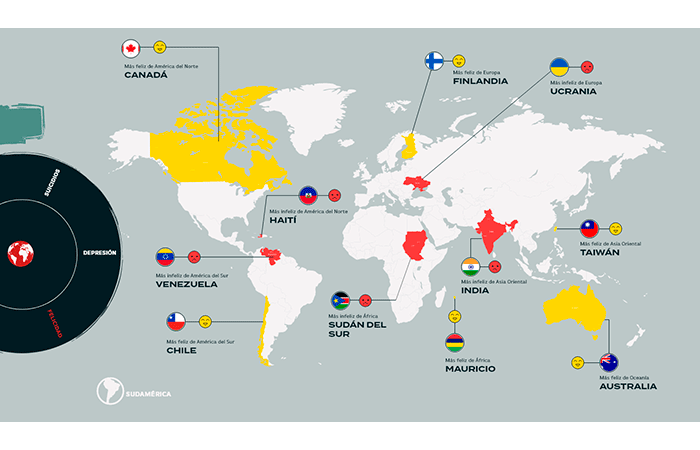 Más feliz de América del Norte
CANADÁ
Más feliz de Europa
FINLANDIA
Más infeliz de Europa
UCRANIA
SUICIDIOS
DEPRESIÓN
FELICIDAD
Más infeliz de América del Norte
HAITÍ
Más feliz de Asia Oriental
TAIWÁN
Más infeliz de América del Sur
VENEZUELA
Más infeliz de Asia Oriental
INDIA
Más infeliz de África
SUDÁN DEL
SUR
Más feliz de América del Sur
CHILE
Más feliz de África
MAURICIO
Más feliz de Oceanía
AUSTRALIA
SUDAMÉRICA